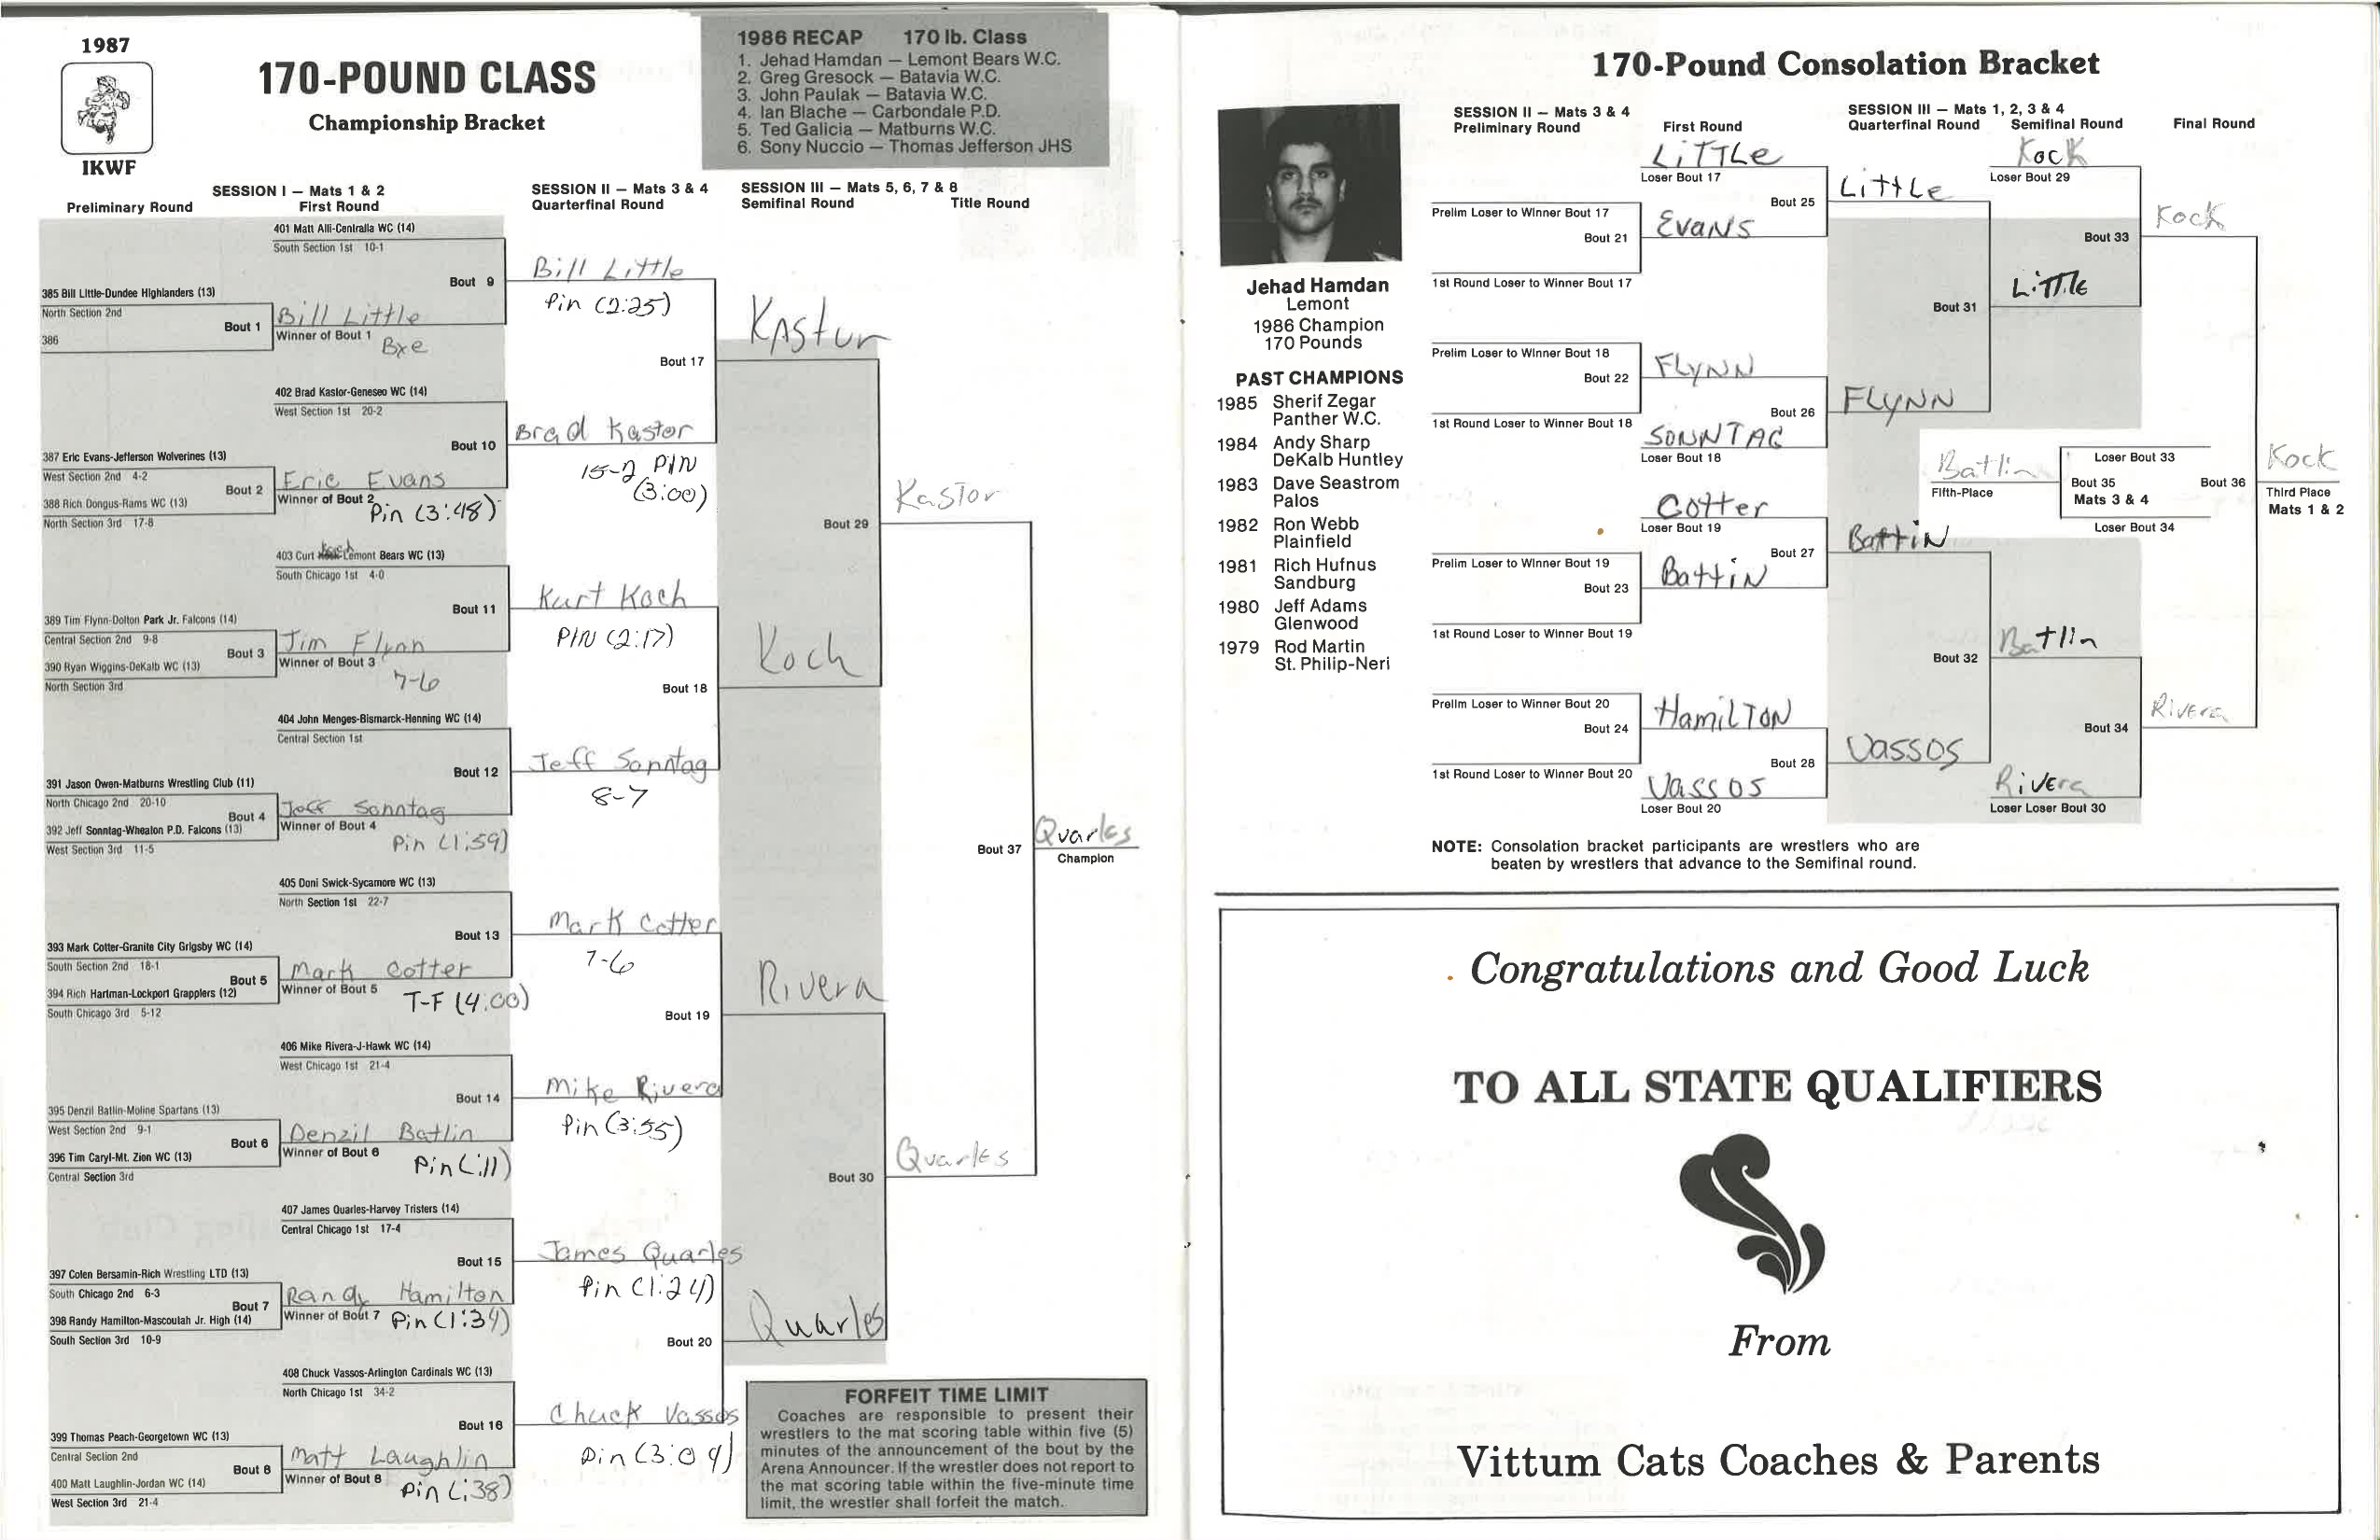 1987
IKWF
170-POUND CLASS
Championship Bracket
1986 RECAP 170 lb. Class
1. Jehad Hamdan — Lemont Bears W.C.
2. Greg Gresock — Batavia W.C.
3. John Paulak — Batavia W.C.
4. Ian Blache — Carbondale P.D.
5. Ted Galicia — Matburns W.C.
6. Sony Nuccio — Thomas Jefferson JHS
SESSION I — Mats 1 & 2
Preliminary Round First Round
SESSION II — Mats 3 & 4
Quarterfinal Round
SESSION III — Mats 5, 6, 7 & 8
Semifinal Round Title Round
401 Matt Alli-Centralia WC (14)
South Section 1st 10-1
Bout 9
385 Bill Little-Dundee Highlanders (13)
North Section 2nd
Bout 1
386
Bill Little
Winner of Bout 1
Bye
402 Brad Kastor-Geneseo WC (14)
West Section 1st 20-2
Bout 10
387 Eric Evans-Jefferson Wolverines (13)
West Section 2nd 4-2
Bout 2
388 Rich Dongus-Rams WC (13)
North Section 3rd 17-8
Eric Evans
Winner of Bout 2
Pin (3:48)
403 Curt Koch-Lemont Bears WC (13)
South Chicago 1st 4-0
Bout 11
389 Tim Flynn-Dolton Park Jr. Falcons (14)
Central Section 2nd 9-8
Bout 3
390 Ryan Wiggins-DeKalb WC (13)
North Section 3rd
Tim Flynn
Winner of Bout 3
7-6
404 John Menges-Bismarck-Henning WC (14)
Central Section 1st
Bout 12
391 Jason Owen-Matburns Wrestling Club (11)
North Chicago 2nd 20-10
Bout 4
392 Jeff Sonntag-Wheaton P.D. Falcons (13)
West Section 3rd 11-5
Jeff Sonntag
Winner of Bout 4
Pin (1:59)
405 Doni Swick-Sycamore WC (13)
North Section 1st 22-7
Bout 13
393 Mark Cotter-Granite City Grigsby WC (14)
South Section 2nd 18-1
Bout 5
394 Rich Hartman-Lockport Grapplers (12)
South Chicago 3rd 5-12
Mark Cotter
Winner of Bout 5
T-F (4:00)
406 Mike Rivera-J-Hawk WC (14)
West Chicago 1st 21-4
Bout 14
395 Denzil Batlin-Moline Spartans (13)
West Section 2nd 9-1
Bout 6
396 Tim Caryl-Mt. Zion WC (13)
Central Section 3rd
Denzil Batlin
Winner of Bout 6
Pin (:11)
407 James Quarles-Harvey Tristers (14)
Central Chicago 1st 17-4
Bout 15
397 Colen Bersamin-Rich Wrestling LTD (13)
South Chicago 2nd 6-3
Bout 7
398 Randy Hamilton-Mascoutah Jr. High (14)
South Section 3rd 10-9
Randy Hamilton
Winner of Bout 7
Pin (1:34)
408 Chuck Vassos-Arlington Cardinals WC (13)
North Chicago 1st 34-2
Bout 16
399 Thomas Peach-Georgetown WC (13)
Central Section 2nd
Bout 8
400 Matt Laughlin-Jordan WC (14)
West Section 3rd 21-4
Matt Laughlin
Winner of Bout 8
Pin (:38)
Bill Little
Pin (2:25)
Bout 17
Brad Kastor
15-2 PIN
(3:00)
Kurt Koch
PIN (2:17)
Bout 18
Jeff Sonntag
8-7
Mark Cotter
7-6
Bout 19
Mike Rivera
Pin (3:55)
James Quarles
Pin (1:24)
Bout 20
Chuck Vassos
Pin (3:09)
Kastur
Bout 29
Koch
Rivera
Bout 30
Quarles
Kastor
Bout 37
Quarles
Quarles
Champion
FORFEIT TIME LIMIT
Coaches are responsible to present their
wrestlers to the mat scoring table within five (5)
minutes of the announcement of the bout by the
Arena Announcer. If the wrestler does not report to
the mat scoring table within the five-minute time
limit, the wrestler shall forfeit the match.
170-Pound Consolation Bracket
Jehad Hamdan
Lemont
1986 Champion
170 Pounds
PAST CHAMPIONS
1985 Sherif Zegar
Panther W.C.
1984 Andy Sharp
DeKalb Huntley
1983 Dave Seastrom
Palos
1982 Ron Webb
Plainfield
1981 Rich Hufnus
Sandburg
1980 Jeff Adams
Glenwood
1979 Rod Martin
St. Philip-Neri
SESSION II — Mats 3 & 4
Preliminary Round First Round
SESSION III — Mats 1, 2, 3 & 4
Quarterfinal Round Semifinal Round Final Round
Prelim Loser to Winner Bout 17
Bout 21
1st Round Loser to Winner Bout 17
Prelim Loser to Winner Bout 18
Bout 22
1st Round Loser to Winner Bout 18
Prelim Loser to Winner Bout 19
Bout 23
1st Round Loser to Winner Bout 19
Prelim Loser to Winner Bout 20
Bout 24
1st Round Loser to Winner Bout 20
LiTTLe
Loser Bout 17
Bout 25
Evans
FLYNN
Bout 26
SONNTAG
Loser Bout 18
Cotter
Loser Bout 19
Bout 27
Battin
HamiLTON
Bout 28
Vassos
Loser Bout 20
Little
Bout 31
FLYNN
Battin
Bout 32
Vassos
Kock
Loser Bout 29
Bout 33
LiTTle
Batlin
Bout 34
Rivera
Loser Loser Bout 30
Kock
Rivera
Batlin
Fifth-Place
Loser Bout 33
Bout 35
Mats 3 & 4
Loser Bout 34
Bout 36
Kock
Third Place
Mats 1 & 2
NOTE: Consolation bracket participants are wrestlers who are
beaten by wrestlers that advance to the Semifinal round.
Congratulations and Good Luck
TO ALL STATE QUALIFIERS
From
Vittum Cats Coaches & Parents